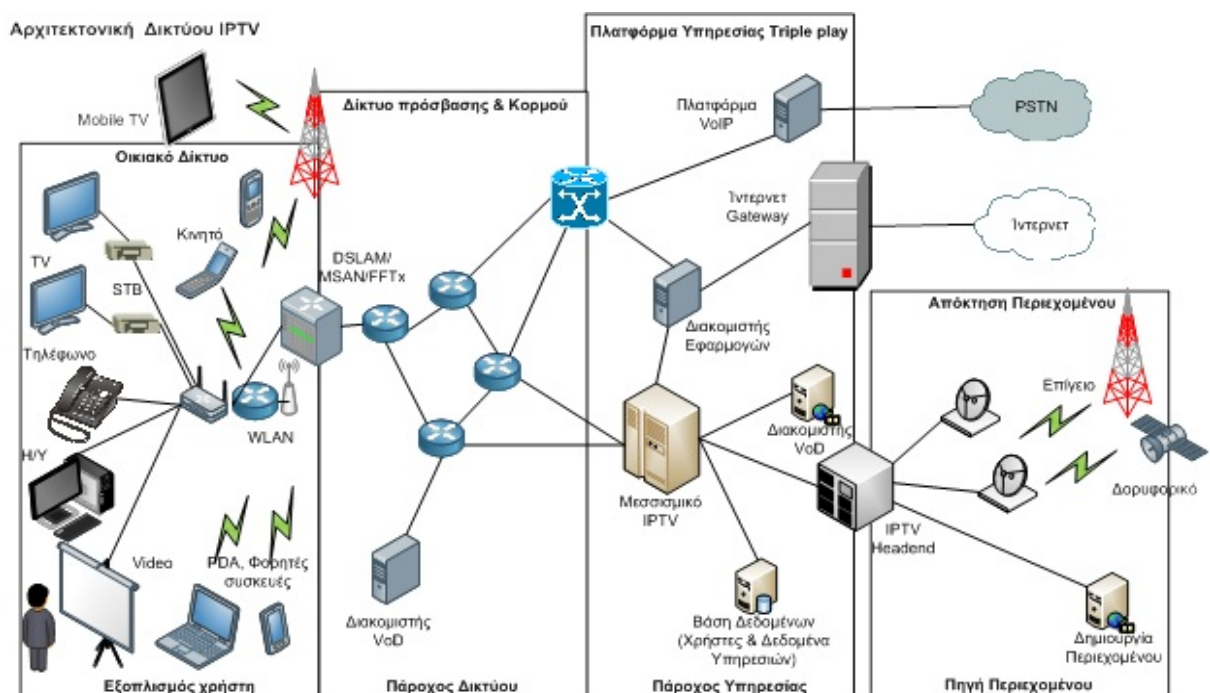 Αρχιτεκτονική Δικτύου IPTV
Mobile TV
Οικιακό Δίκτυο
TV
STB
Κινητό
Τηλέφωνο
WLAN
Η/Υ
Video
PDA, Φορητές
συσκευές
Εξοπλισμός χρήστη
Δίκτυο πρόσβασης & Κορμού
DSLAM/
MSAN/FFTx
Διακομιστής
VoD
Πάροχος Δικτύου
Πλατφόρμα Υπηρεσίας Triple play
Πλατφόρμα
VoIP
PSTN
Ίντερνετ
Gateway
Ίντερνετ
Διακομιστής
Εφαρμογών
Μεσσισμικό
IPTV
Διακομιστής
VoD
Βάση Δεδομένων
(Χρήστες & Δεδομένα
Υπηρεσιών)
Πάροχος Υπηρεσίας
Απόκτηση Περιεχομένου
Επίγειο
Δορυφορικό
IPTV
Headend
Δημιουργία
Περιεχομένου
Πηγή Περιεχομένου